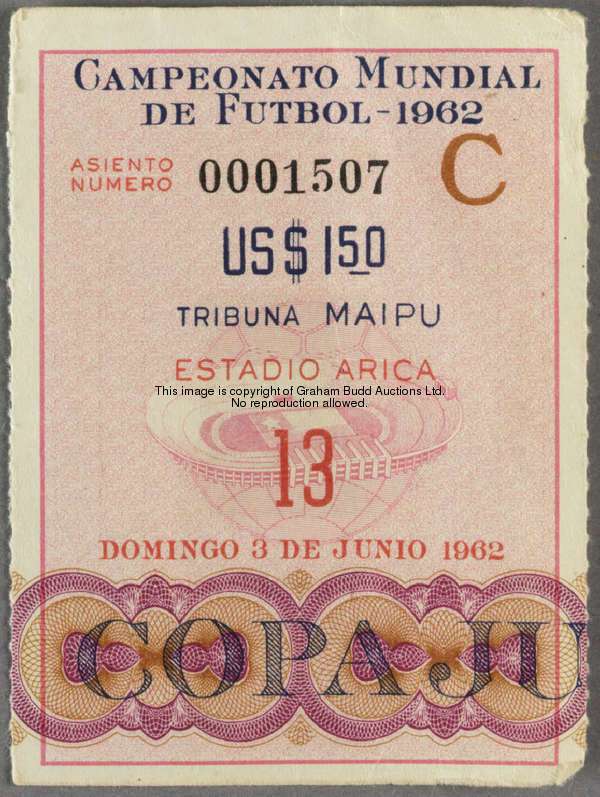 CAMPEONATO MUNDIAL
DE FUTBOL-1962
ASIENTO
NUMERO 0001507 C
US$ 1.50
TRIBUNA MAIPU
ESTADIO ARICA
This image is copyright of Graham Budd Auctions Ltd.
No reproduction allowed.
13
DOMINGO 3 DE JUNIO 1962
COPA JU